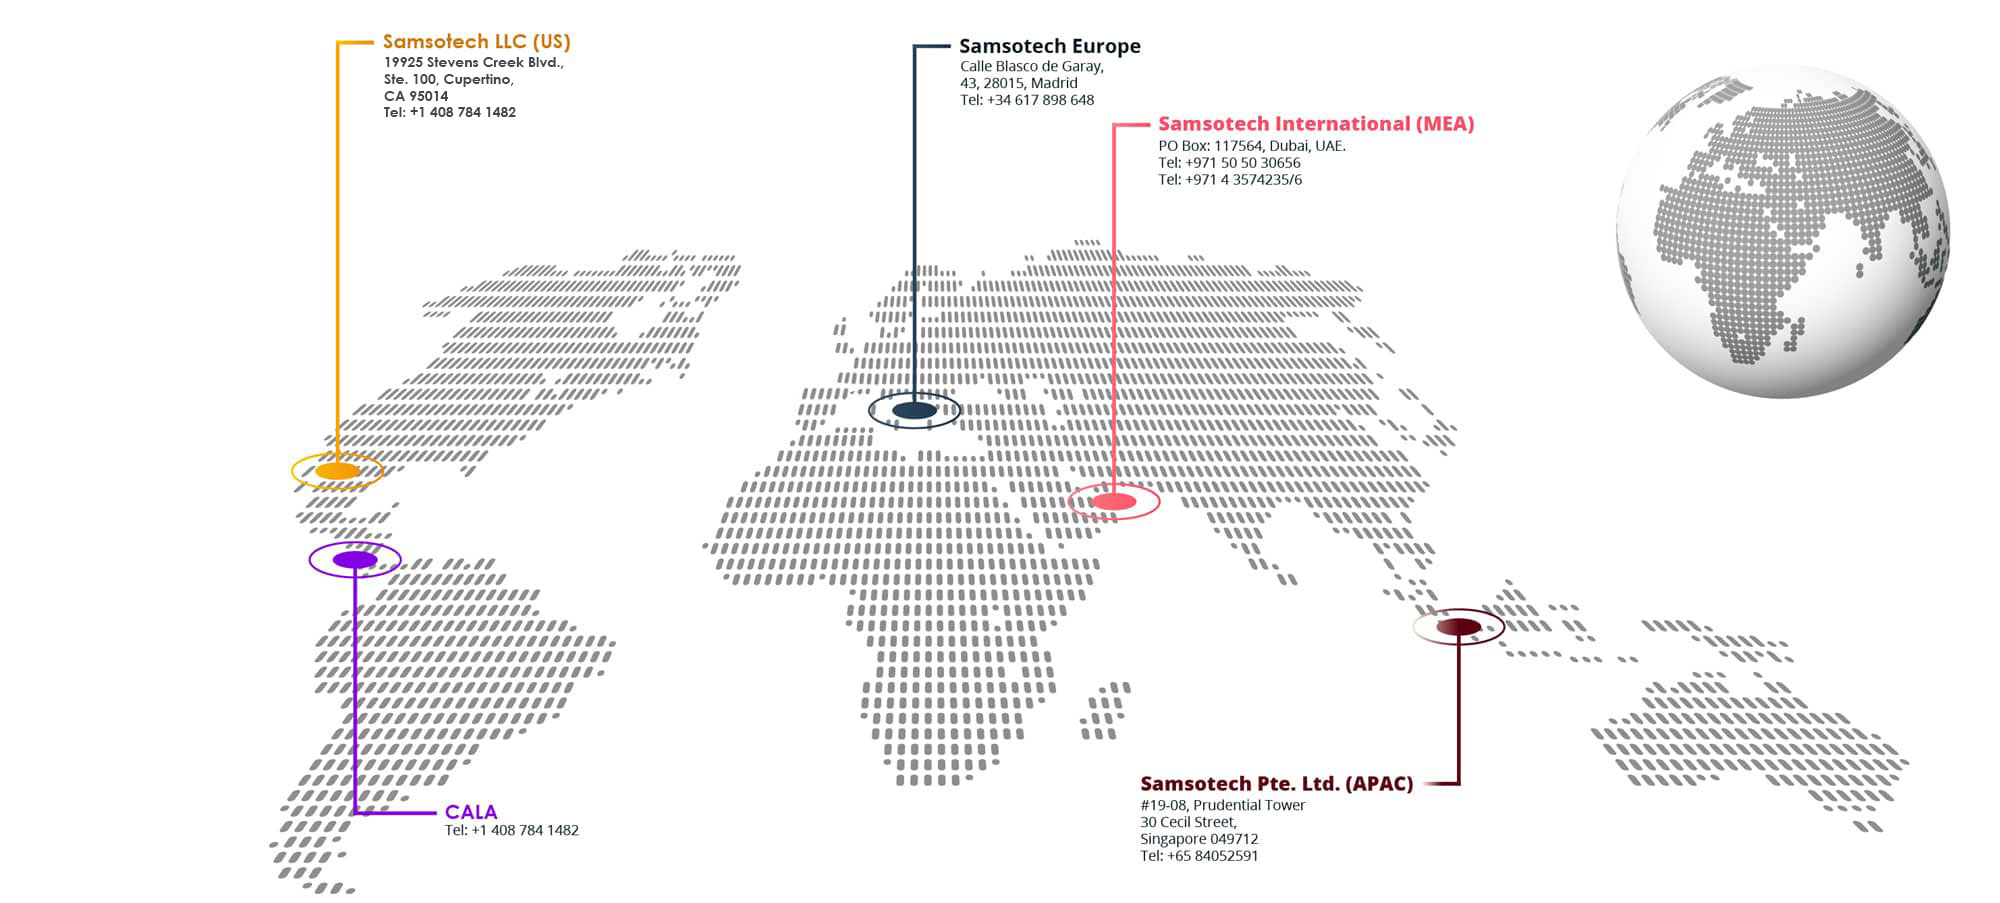 Samsotech LLC (US)
19925 Stevens Creek Blvd.,
Ste. 100, Cupertino,
CA 95014
Tel: +1 408 784 1482
Samsotech Europe
Calle Blasco de Garay,
43, 28015, Madrid
Tel: +34 617 898 648
Samsotech International (MEA)
PO Box: 117564, Dubai, UAE.
Tel: +971 50 50 30656
Tel: +971 4 3574235/6
CALA
Tel: +1 408 784 1482
Samsotech Pte. Ltd. (APAC)
#19-08, Prudential Tower
30 Cecil Street,
Singapore 049712
Tel: +65 84052591